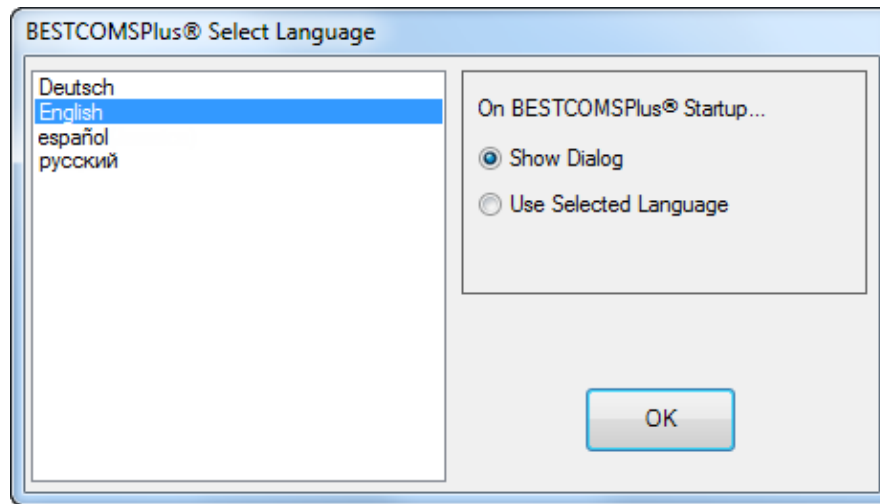 BESTCOMSPlus® Select Language
Deutsch
English
español
русский
On BESTCOMSPlus® Startup...
Show Dialog
Use Selected Language
OK